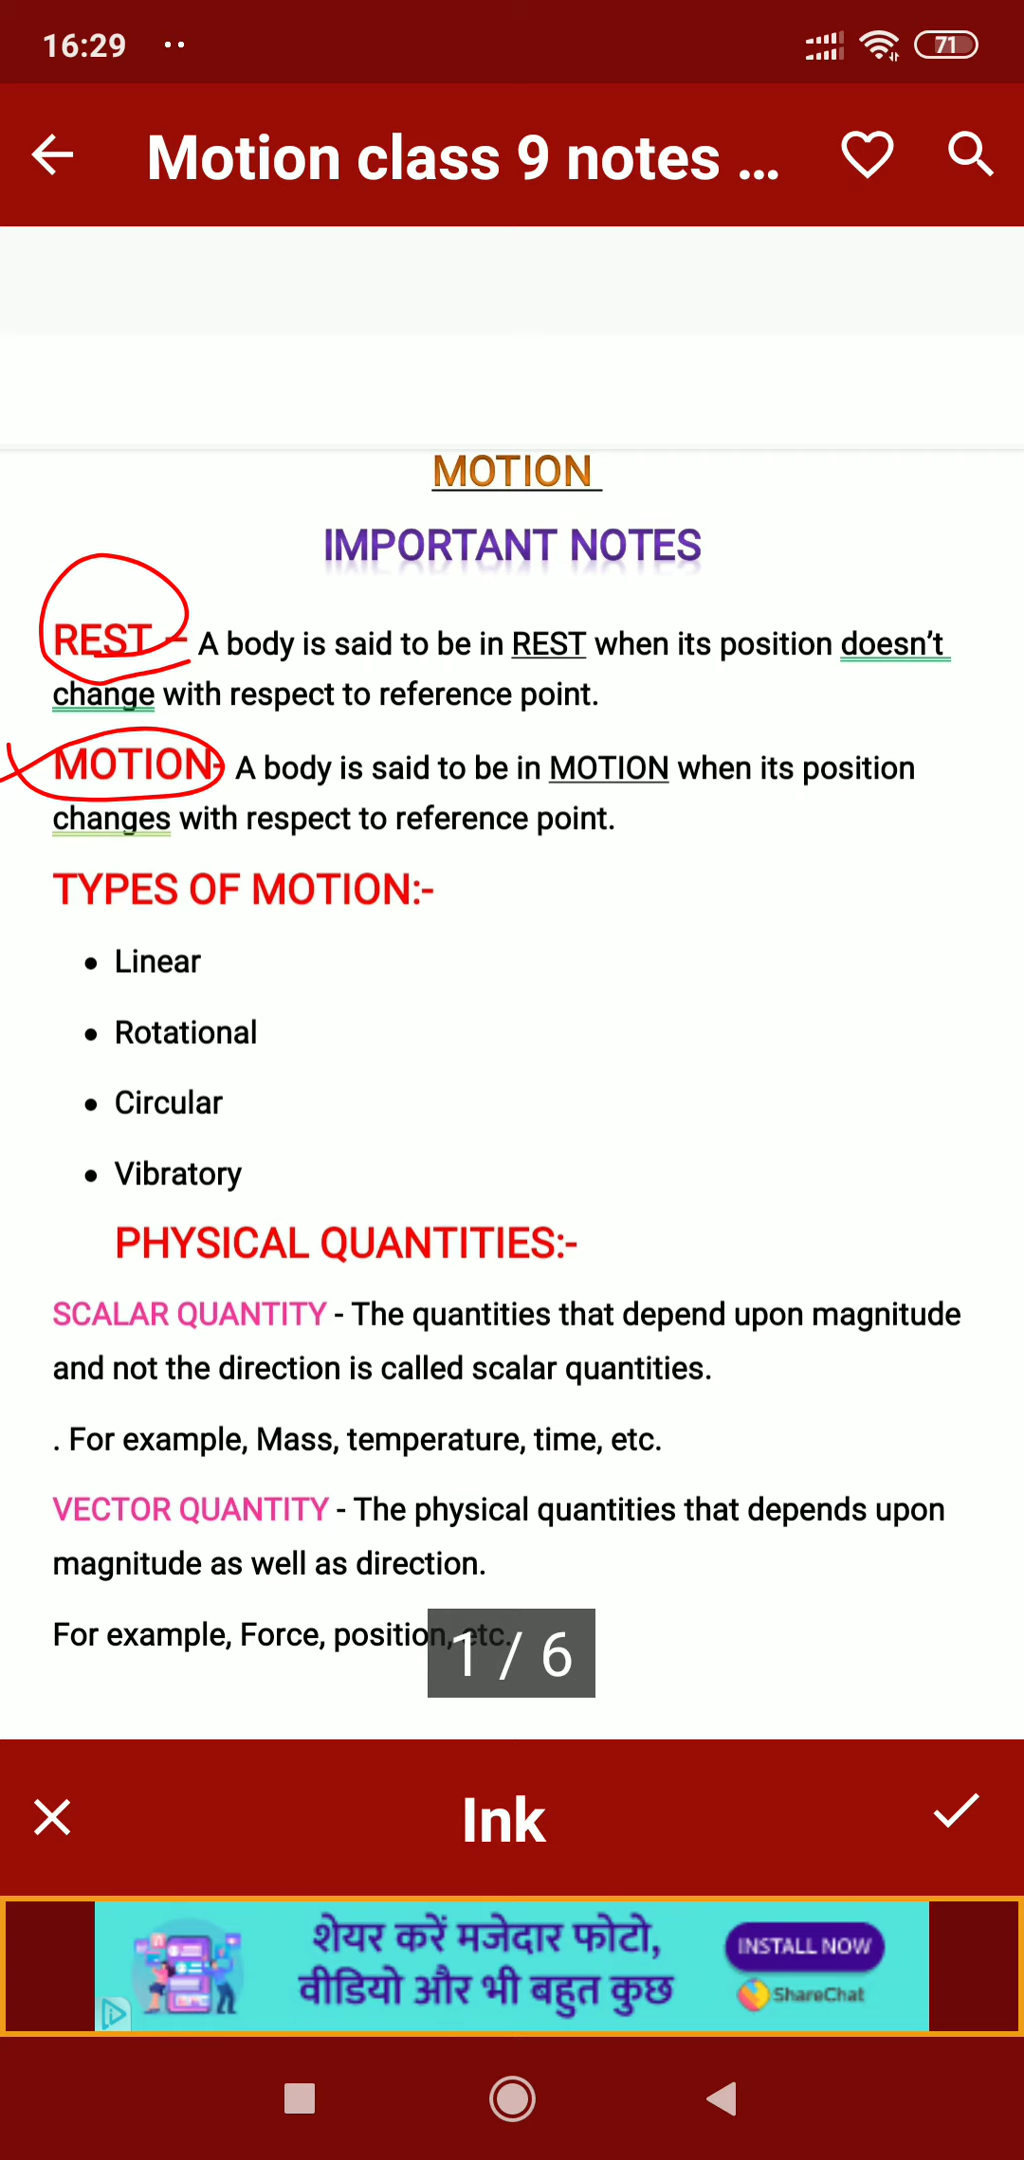 16:29
71
Motion class 9 notes ...
MOTION
IMPORTANT NOTES
REST – A body is said to be in REST when its position doesn’t
change with respect to reference point.
MOTION- A body is said to be in MOTION when its position
changes with respect to reference point.
TYPES OF MOTION:-
• Linear
• Rotational
• Circular
• Vibratory
PHYSICAL QUANTITIES:-
SCALAR QUANTITY - The quantities that depend upon magnitude
and not the direction is called scalar quantities.
. For example, Mass, temperature, time, etc.
VECTOR QUANTITY - The physical quantities that depends upon
magnitude as well as direction.
For example, Force, position, etc.
1 / 6
Ink
शेयर करें मजेदार फोटो,
वीडियो और भी बहुत कुछ
INSTALL NOW
ShareChat